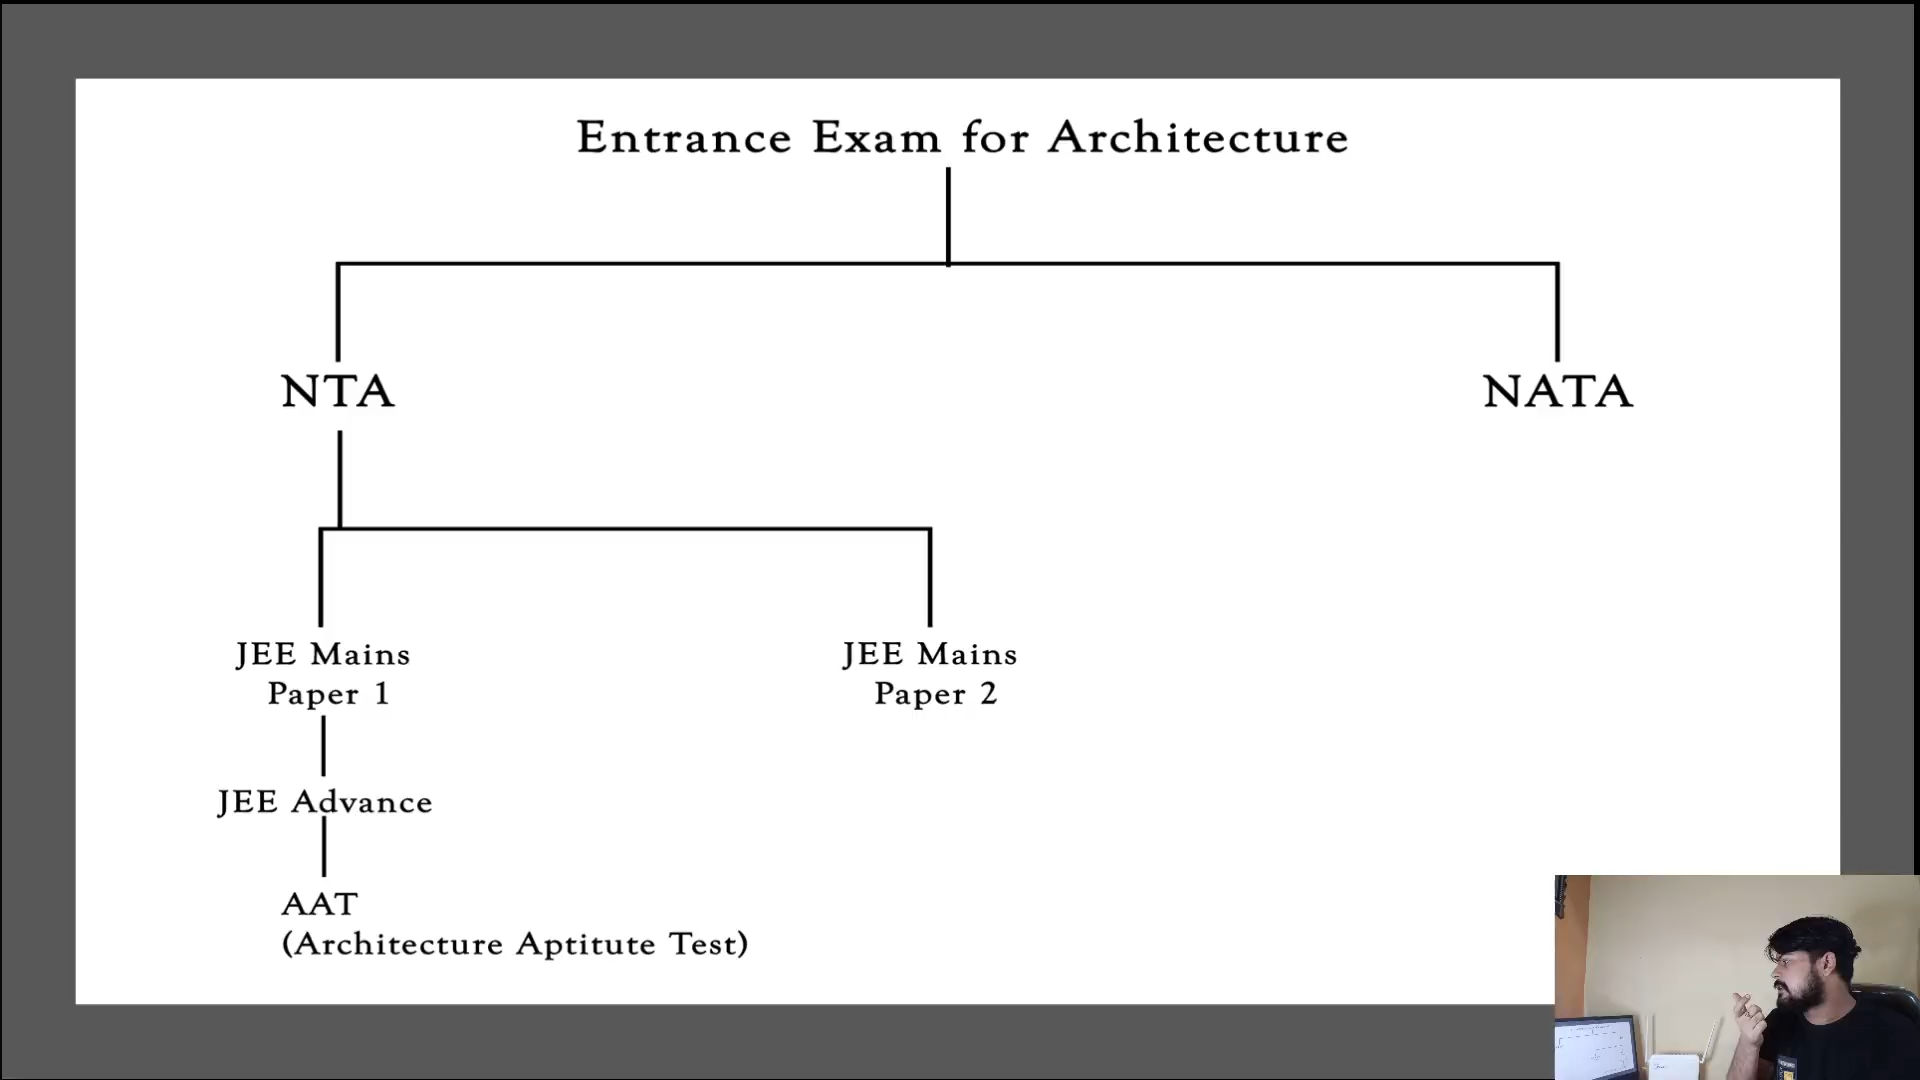 Entrance Exam for Architecture
NTA
NATA
JEE Mains
Paper 1
JEE Mains
Paper 2
JEE Advance
AAT
(Architecture Aptitute Test)